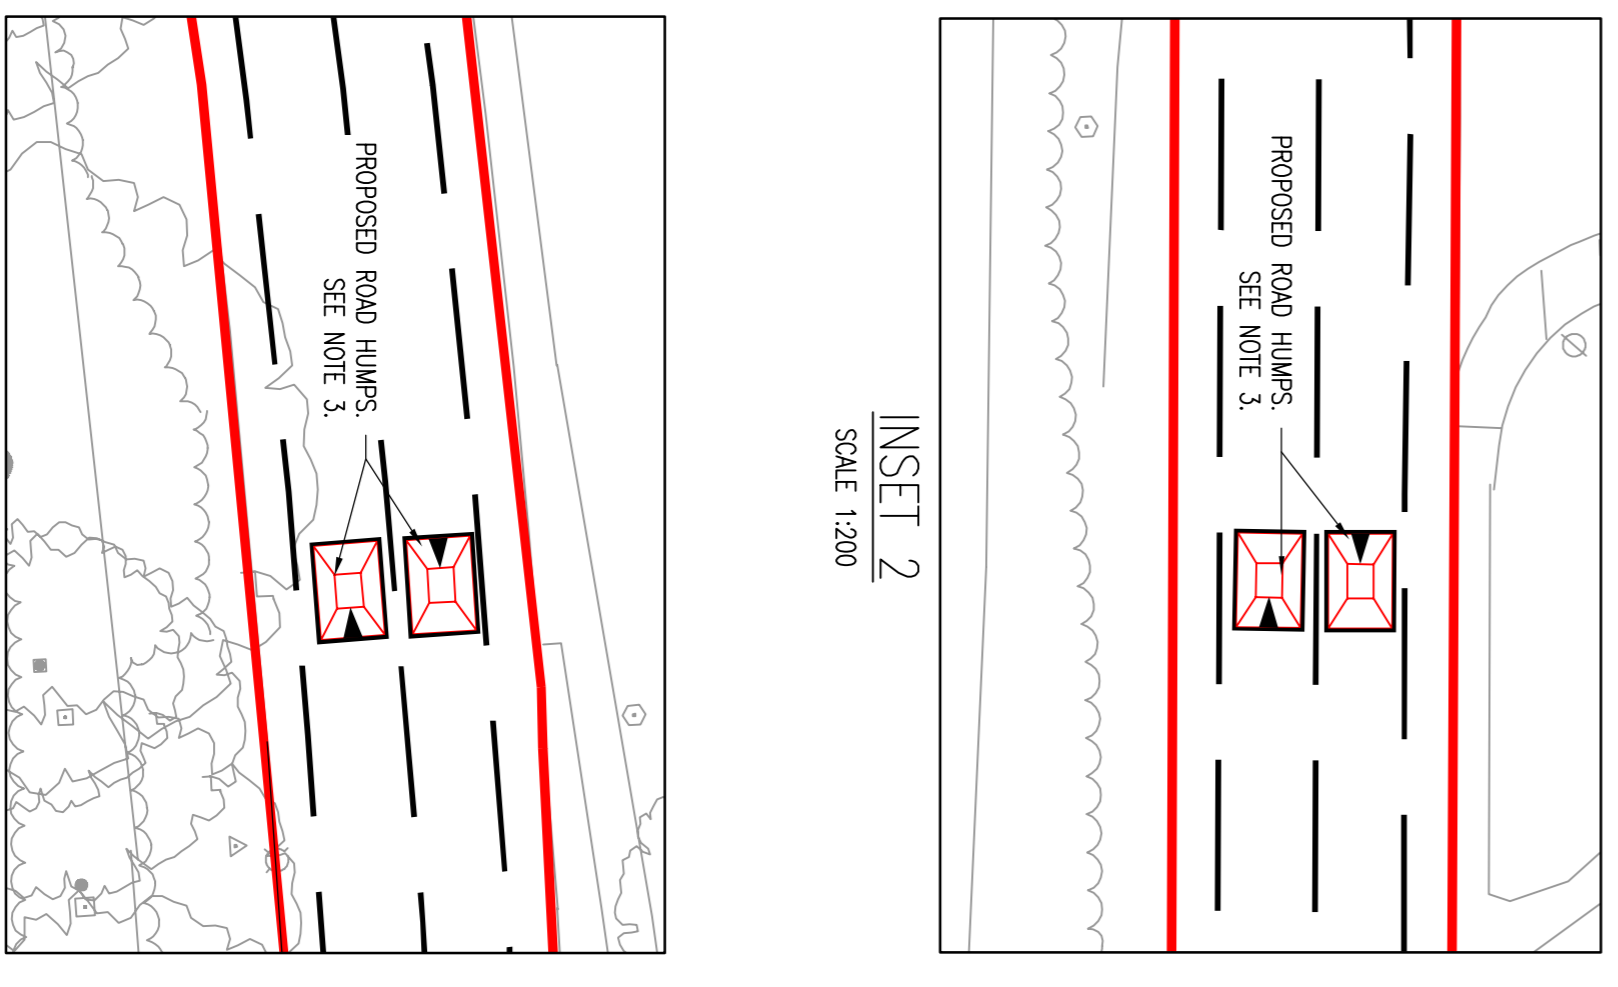 PROPOSED ROAD HUMPS.
SEE NOTE 3.
INSET 2
SCALE 1:200
PROPOSED ROAD HUMPS.
SEE NOTE 3.